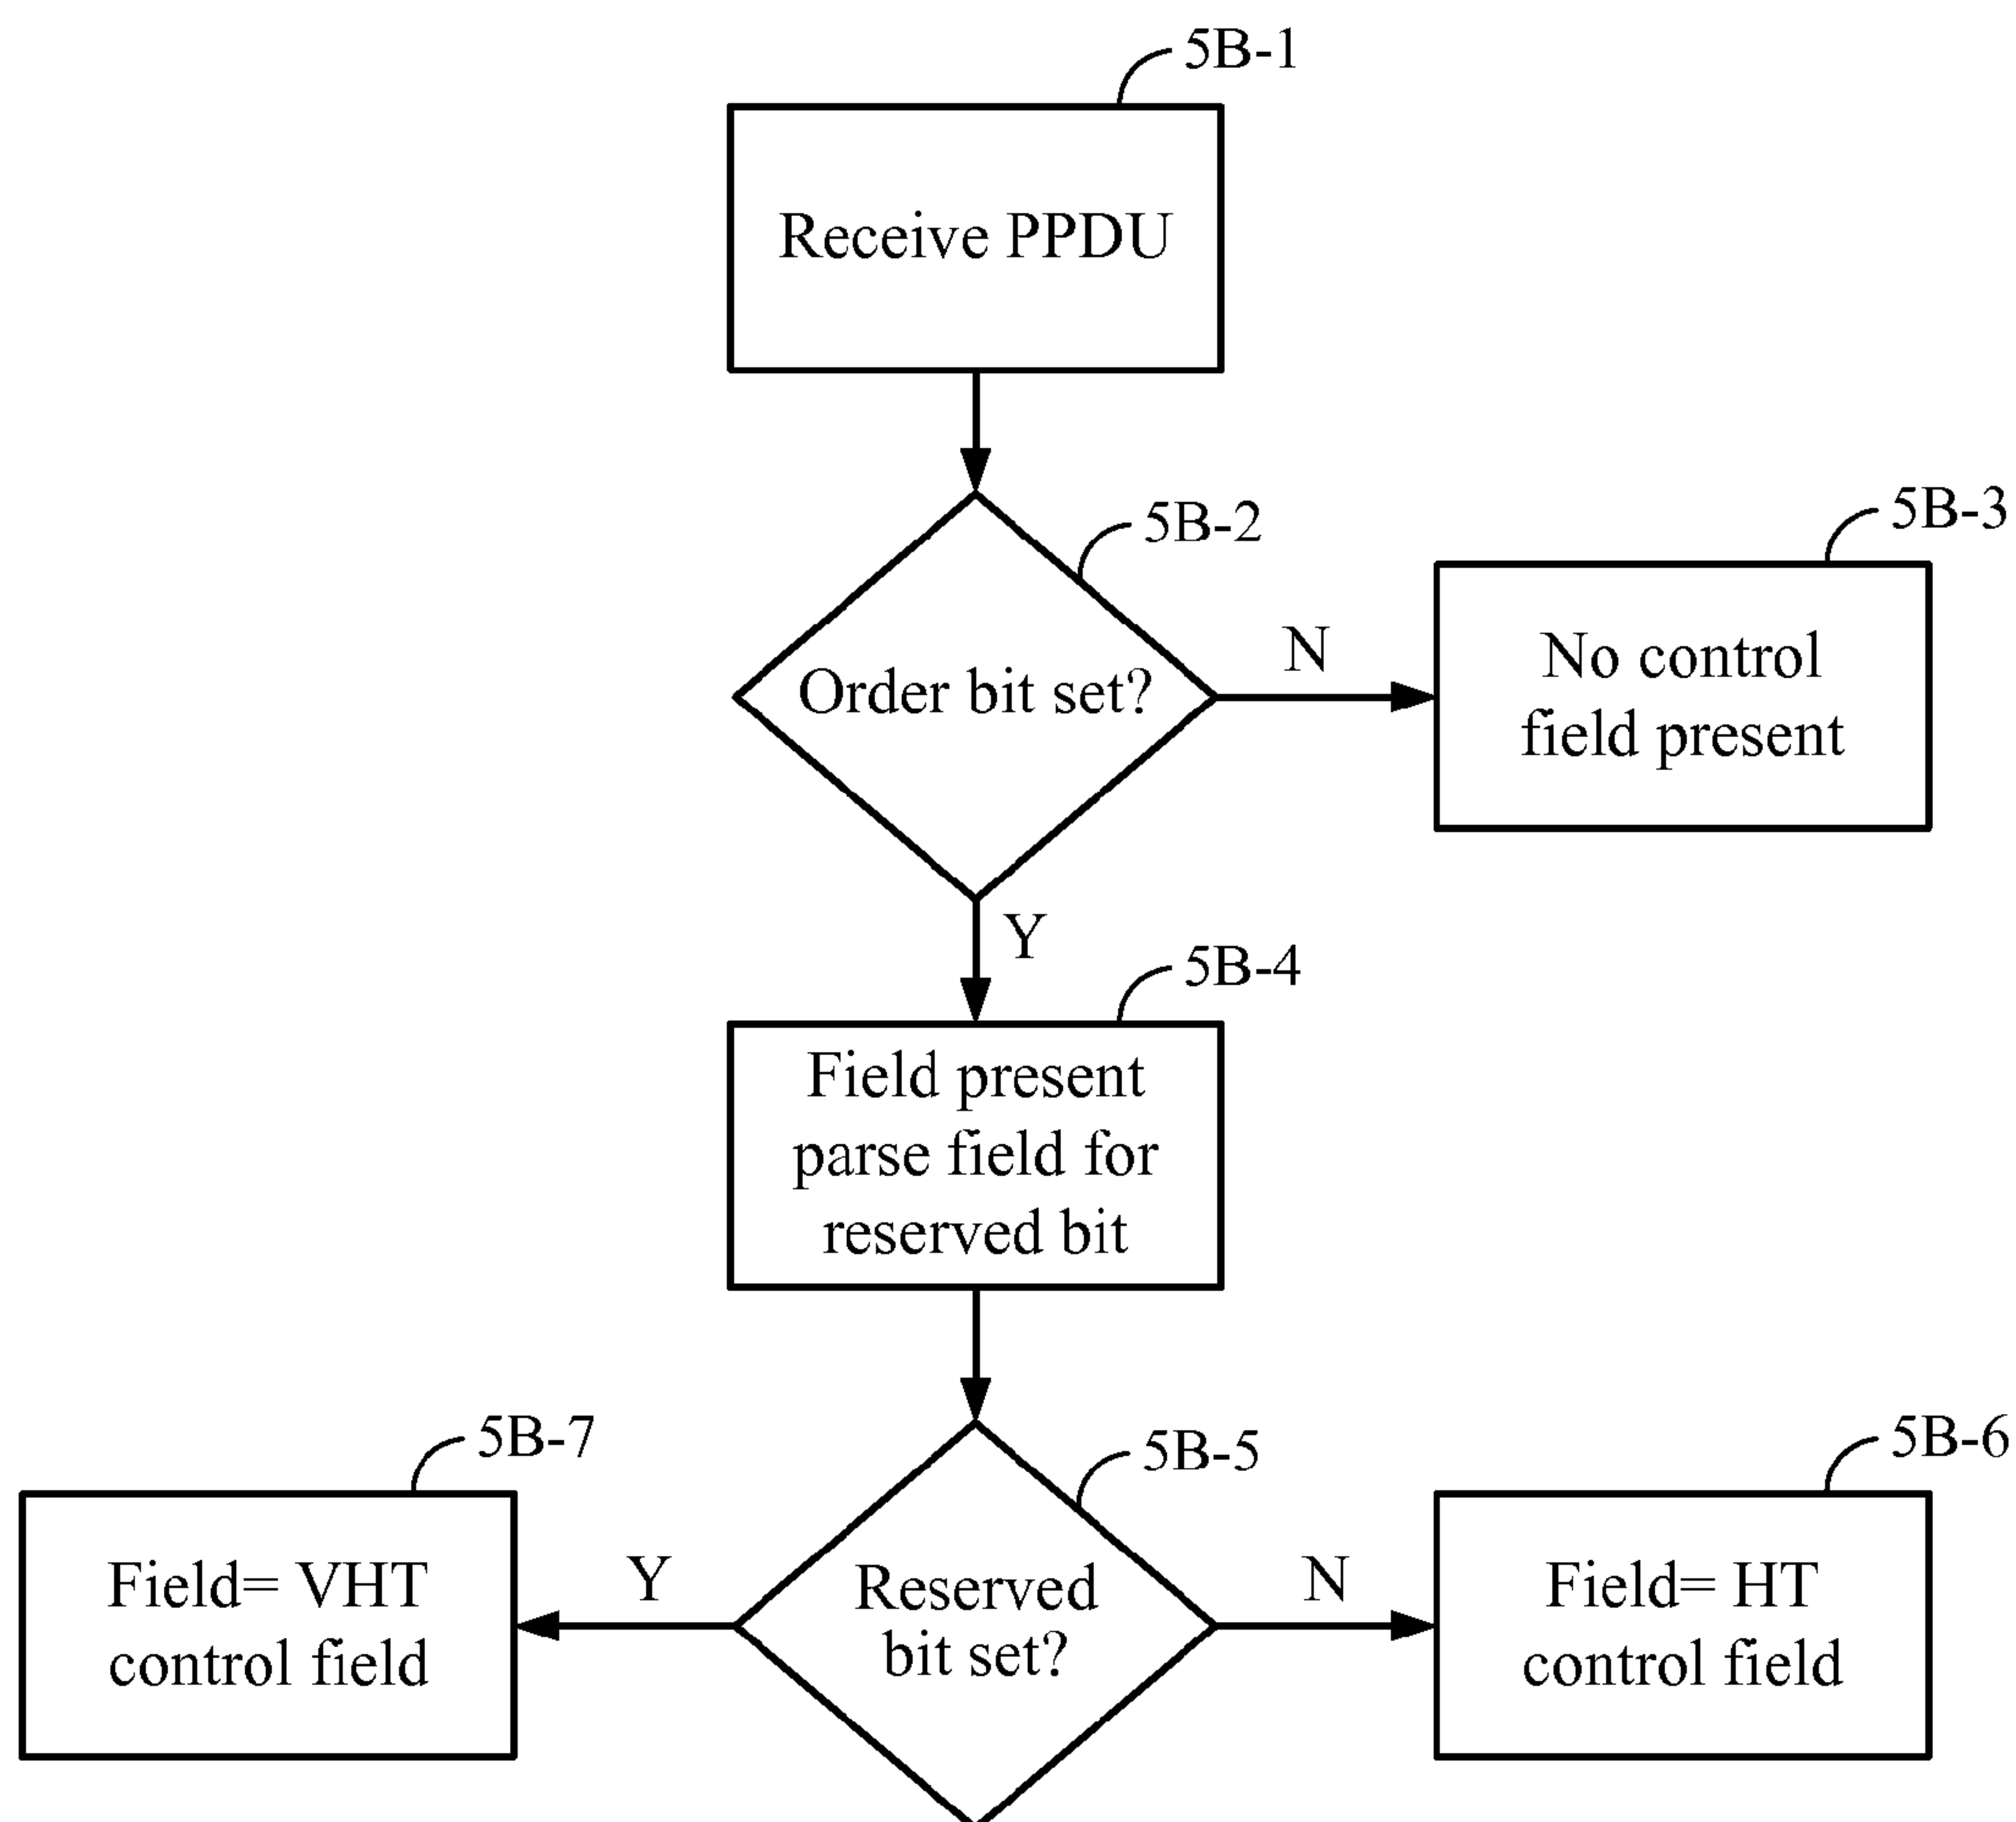 5B-1
Receive PPDU
5B-2
Order bit set?
N
5B-3
No control
field present
Y
5B-4
Field present
parse field for
reserved bit
5B-5
Reserved
bit set?
Y
5B-7
Field= VHT
control field
N
5B-6
Field= HT
control field